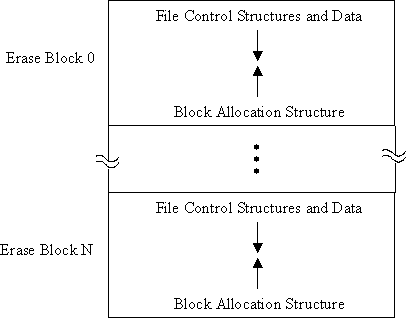 File Control Structures and Data
Erase Block 0
Block Allocation Structure
File Control Structures and Data
Erase Block N
Block Allocation Structure